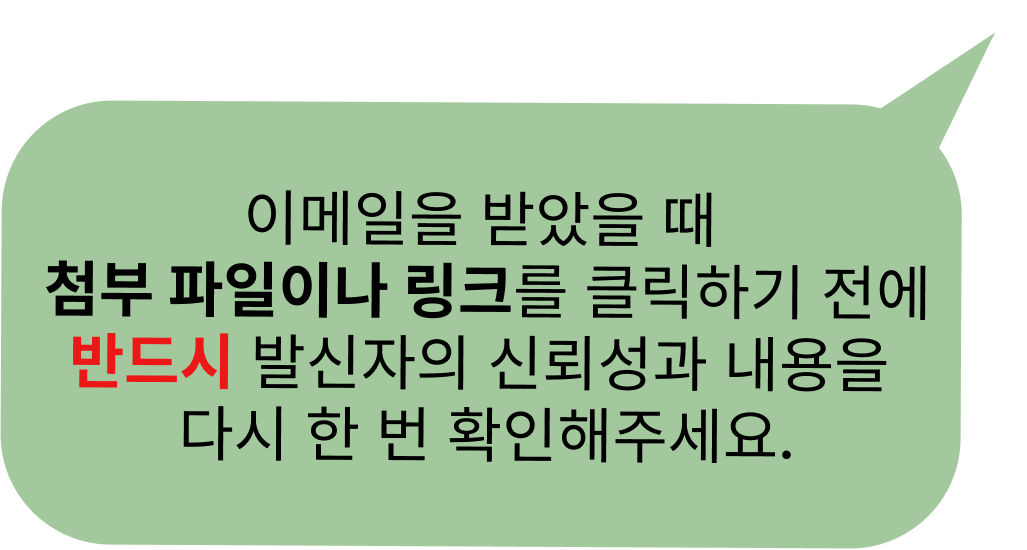 이메일을 받았을 때
첨부 파일이나 링크를 클릭하기 전에
반드시 발신자의 신뢰성과 내용을
다시 한 번 확인해주세요.